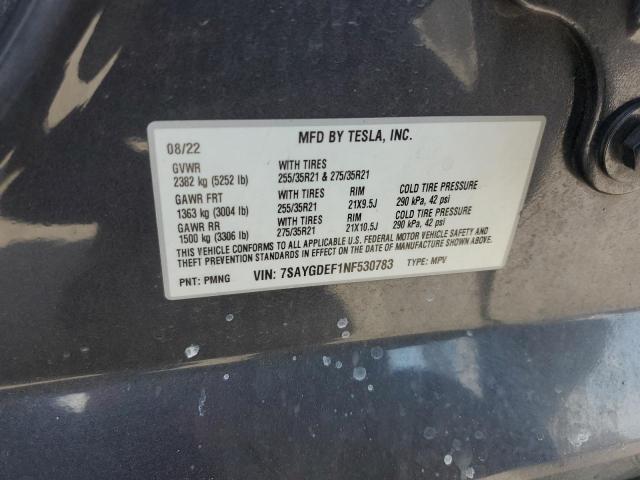 MFD BY TESLA, INC.
08/22
GVWR WITH TIRES
2382 kg (5252 lb) 255/35R21 & 275/35R21
GAWR FRT WITH TIRES RIM COLD TIRE PRESSURE
1363 kg (3004 lb) 255/35R21 21X9.5J 290 kPa, 42 psi
GAWR RR WITH TIRES RIM COLD TIRE PRESSURE
1500 kg (3306 lb) 275/35R21 21X10.5J 290 kPa, 42 psi
THIS VEHICLE CONFORMS TO ALL APPLICABLE U.S. FEDERAL MOTOR VEHICLE SAFETY AND
THEFT PREVENTION STANDARDS IN EFFECT ON THE DATE OF MANUFACTURE SHOWN ABOVE.
PNT: PMNG VIN: 7SAYGDEF1NF530783 TYPE: MPV